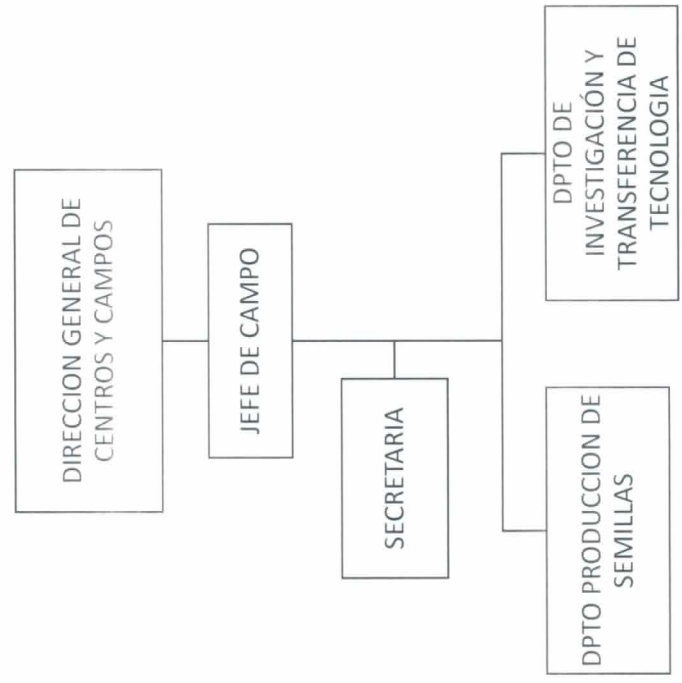 DIRECCION GENERAL DE
CENTROS Y CAMPOS
JEFE DE CAMPO
SECRETARIA
DPTO PRODUCCION DE
SEMILLAS
DPTO DE
INVESTIGACIÓN Y
TRANSFERENCIA DE
TECNOLOGIA